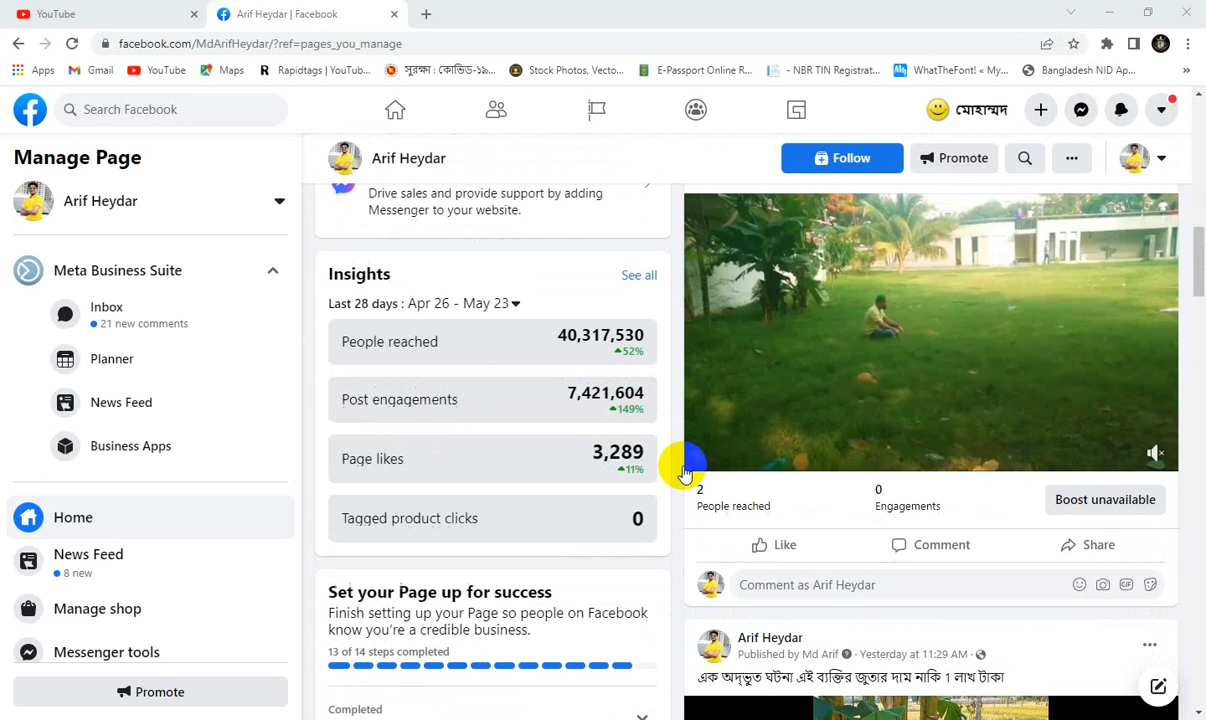 YouTube
Arif Heydar | Facebook
facebook.com/MdArifHeydar/?ref=pages_you_manage
Apps
Gmail
YouTube
Maps
Rapidtags | YouTub...
সুরক্ষা : কোভিড-১৯...
Stock Photos, Vecto...
E-Passport Online R...
- NBR TIN Registrat...
WhatTheFont! « My...
Bangladesh NID Ap...
Search Facebook
মোহাম্মদ
Manage Page
Arif Heydar
Meta Business Suite
Inbox
21 new comments
Planner
News Feed
Business Apps
Home
News Feed
8 new
Manage shop
Messenger tools
Promote
Arif Heydar
Follow
Promote
Drive sales and provide support by adding
Messenger to your website.
Insights
See all
Last 28 days : Apr 26 - May 23
People reached
40,317,530
52%
Post engagements
7,421,604
149%
Page likes
3,289
11%
Tagged product clicks
0
Set your Page up for success
Finish setting up your Page so people on Facebook
know you're a credible business.
13 of 14 steps completed
Completed
2
People reached
0
Engagements
Boost unavailable
Like
Comment
Share
Comment as Arif Heydar
GIF
Arif Heydar
Published by Md Arif · Yesterday at 11:29 AM ·
এক অদ্ভুত ঘটনা এই ব্যক্তির জুতার দাম নাকি 1 লাখ টাকা